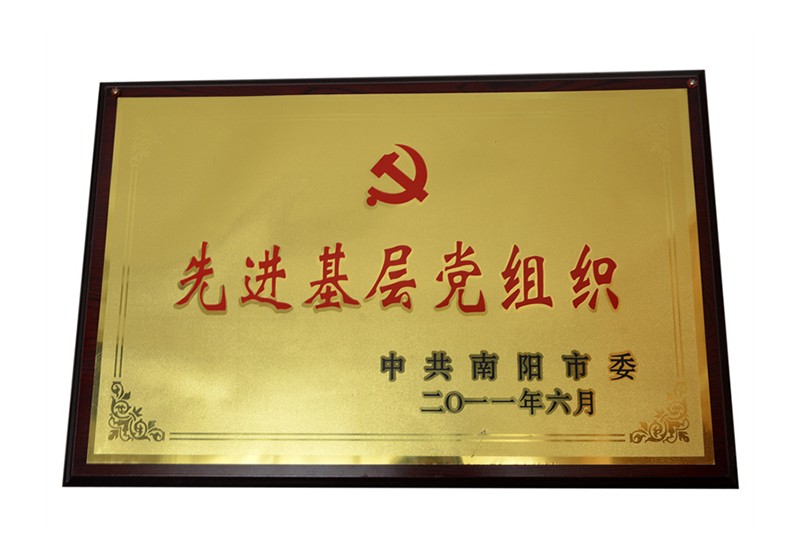 先进基层党组织
中共南阳市委
二〇一一年六月